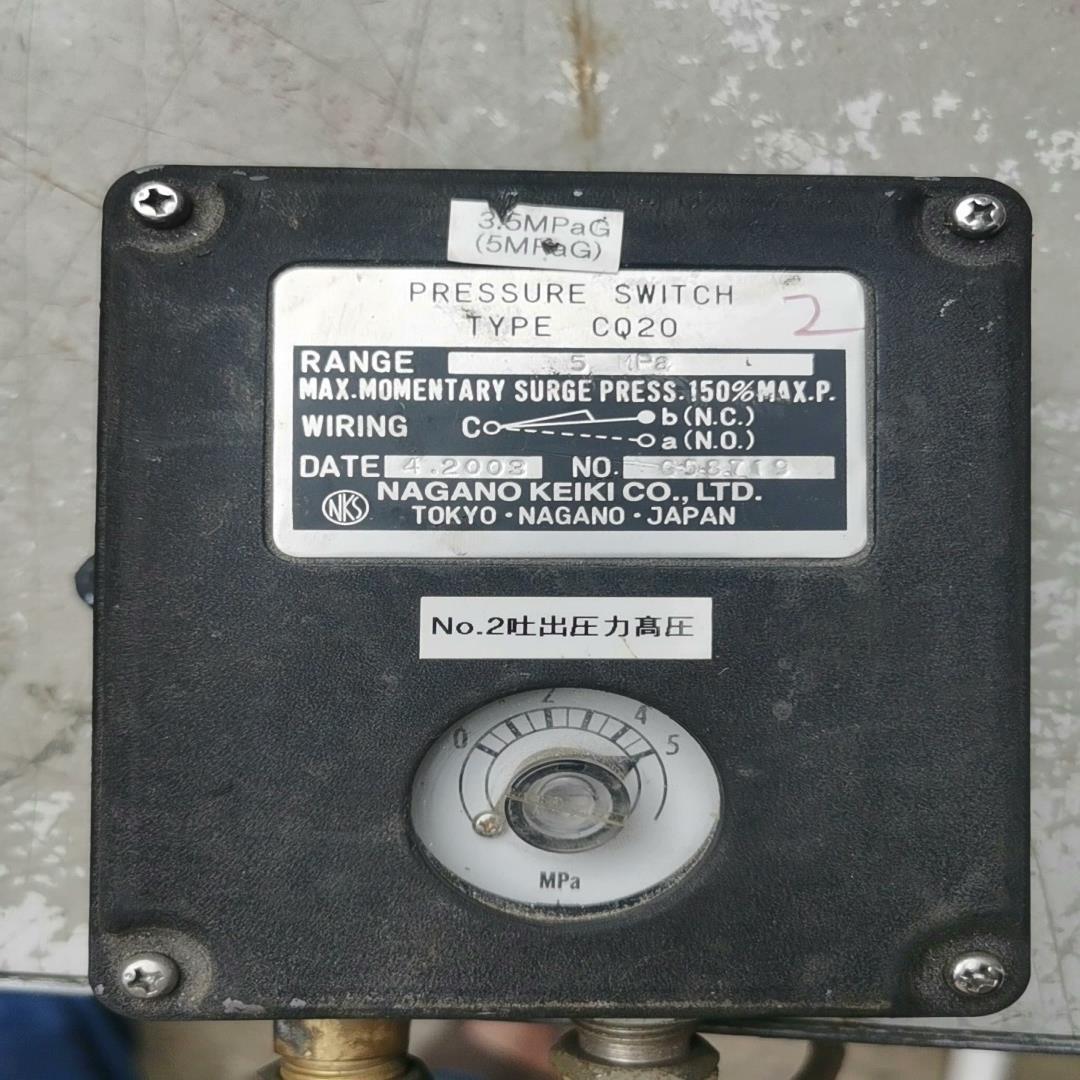 3.5MPaG
(5MPaG)
PRESSURE SWITCH
TYPE CQ20
2
RANGE 5 MPa
MAX.MOMENTARY SURGE PRESS.150%MAX.P.
WIRING C b (N.C.)
a (N.O.)
DATE 4.2003 NO.
NKS NAGANO KEIKI CO., LTD.
TOKYO・NAGANO・JAPAN
No.2吐出圧力髙圧
0 2 4 5
MPa